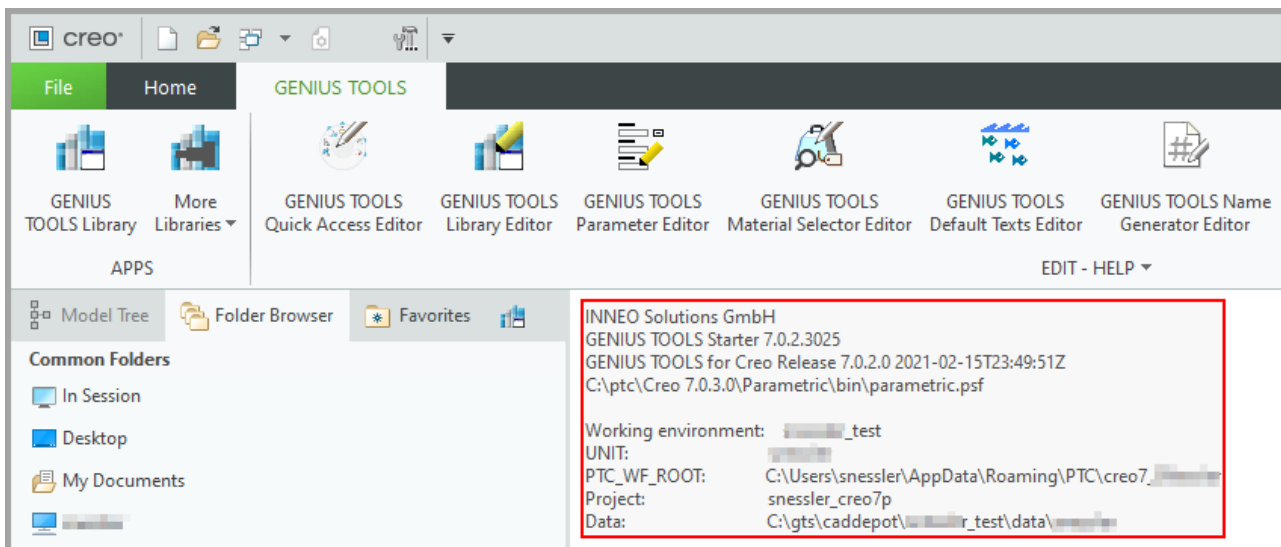 creo
File Home GENIUS TOOLS
GENIUS TOOLS Library
More Libraries
GENIUS TOOLS Quick Access Editor
GENIUS TOOLS Library Editor
GENIUS TOOLS Parameter Editor
GENIUS TOOLS Material Selector Editor
GENIUS TOOLS Default Texts Editor
GENIUS TOOLS Name Generator Editor
APPS
EDIT - HELP
Model Tree Folder Browser Favorites
Common Folders
In Session
Desktop
My Documents
INNEO Solutions GmbH
GENIUS TOOLS Starter 7.0.2.3025
GENIUS TOOLS for Creo Release 7.0.2.0 2021-02-15T23:49:51Z
C:\ptc\Creo 7.0.3.0\Parametric\bin\parametric.psf
Working environment: _test
UNIT:
PTC_WF_ROOT: C:\Users\snessler\AppData\Roaming\PTC\creo7_
Project: snessler_creo7p
Data: C:\gts\caddepot\ r_test\data\